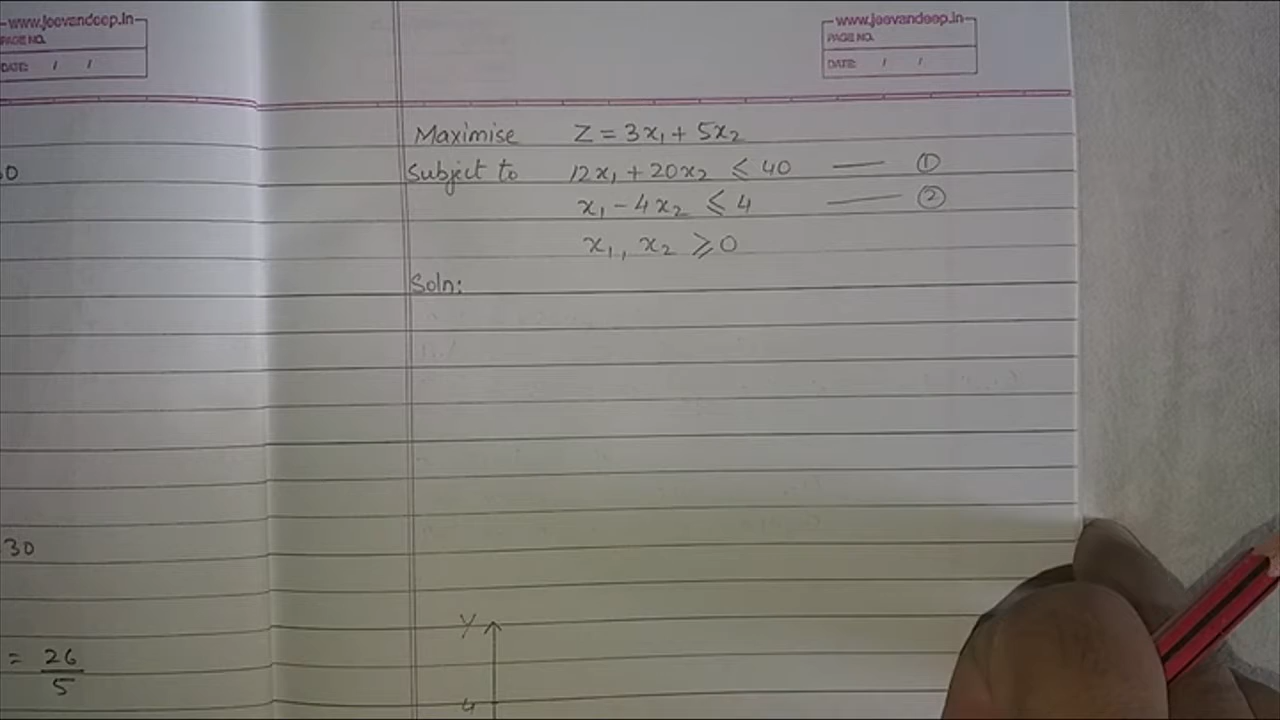 www.jeevandeep.in
PAGE NO.
DATE: / /
30
= 26/5
www.jeevandeep.in
PAGE NO.
DATE: / /
Maximise Z = 3x₁ + 5x₂
Subject to 12x₁ + 20x₂ ≤ 40 — ①
x₁ - 4x₂ ≤ 4 — ②
x₁, x₂ ≥ 0
Soln:
Y
4